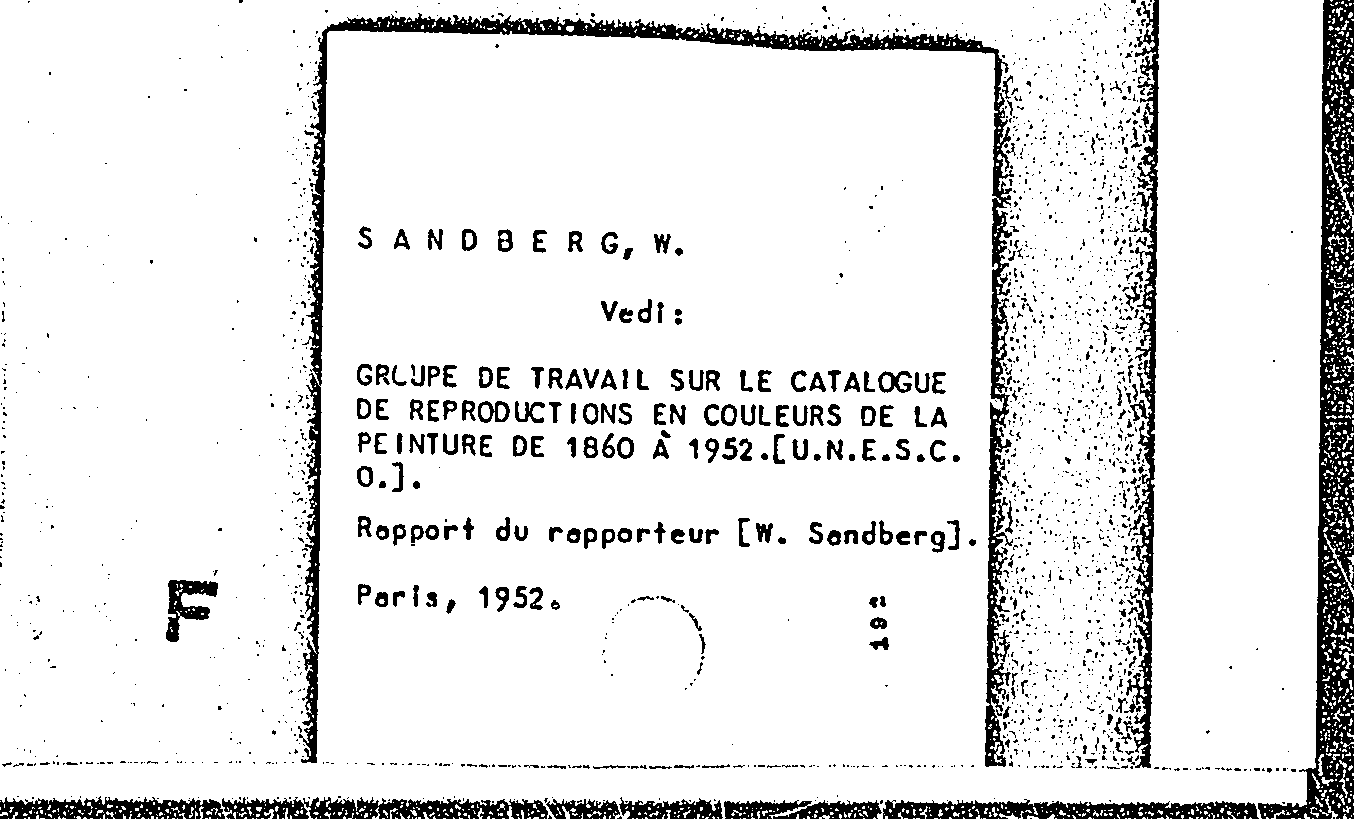 S A N D B E R G, W.
Vedi:
GROUPE DE TRAVAIL SUR LE CATALOGUE
DE REPRODUCTIONS EN COULEURS DE LA
PEINTURE DE 1860 À 1952.[U.N.E.S.C.
O.].
Rapport du rapporteur [W. Sandberg].
Paris, 1952.
F